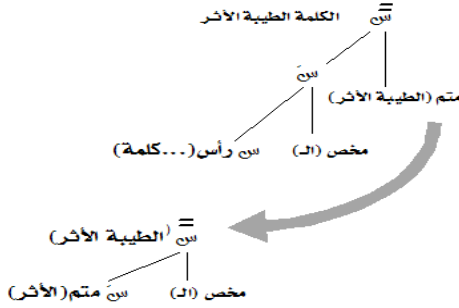 سّ الكلمة الطيبة الأثر
سَ متم (الطيبة الأثر)
س رأس(...كلمة) مخص (الـ)
سّ (الطيبة الأثر)
سَ متم(الأثر) مخص (الـ)